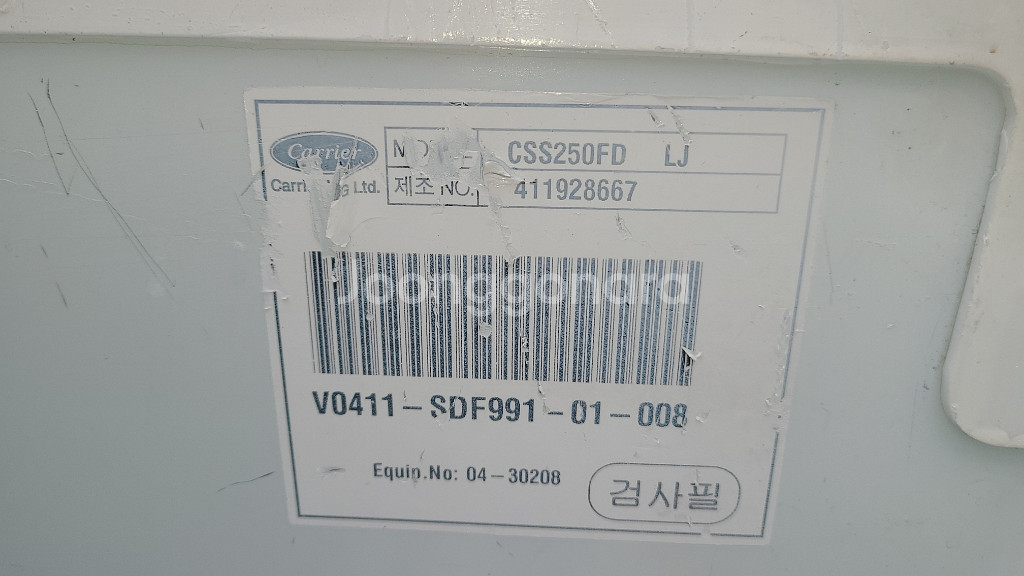 Carrier
CSS250FD LJ
Ltd.
제조 NO.
411928667
Joonggonara
V0411-SDF991-01-008
Equip.No: 04-30208
검사필